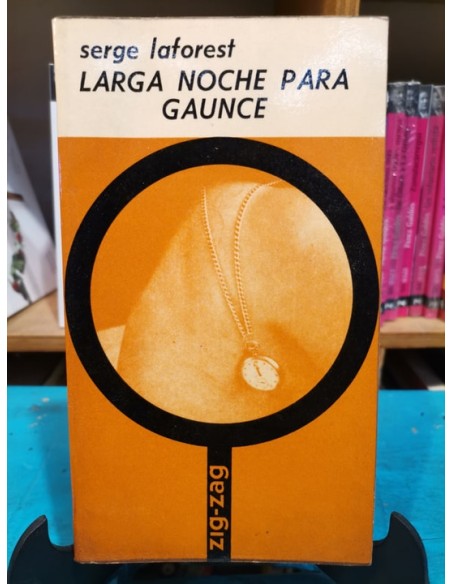 serge laforest
LARGA NOCHE PARA
GAUNCE
zig-zag